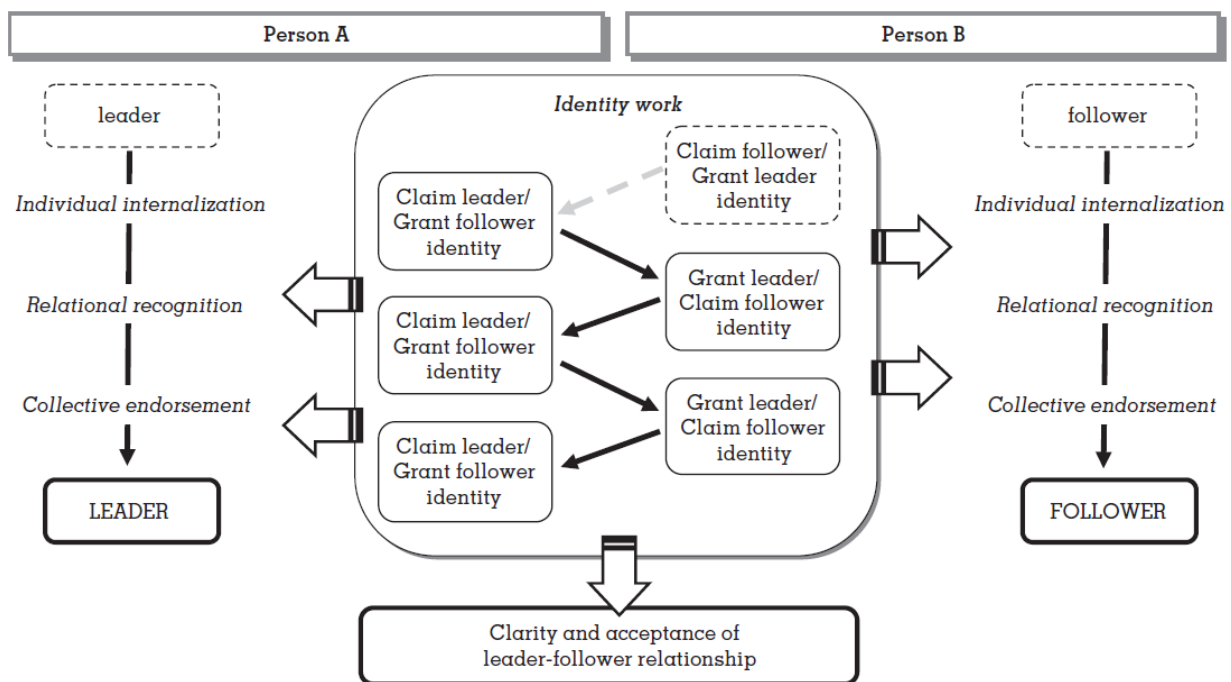 Person A
Person B
leader
Individual internalization
Relational recognition
Collective endorsement
LEADER
Identity work
Claim follower/
Grant leader
identity
Claim leader/
Grant follower
identity
Grant leader/
Claim follower
identity
Claim leader/
Grant follower
identity
Grant leader/
Claim follower
identity
Claim leader/
Grant follower
identity
follower
Individual internalization
Relational recognition
Collective endorsement
FOLLOWER
Clarity and acceptance of
leader-follower relationship